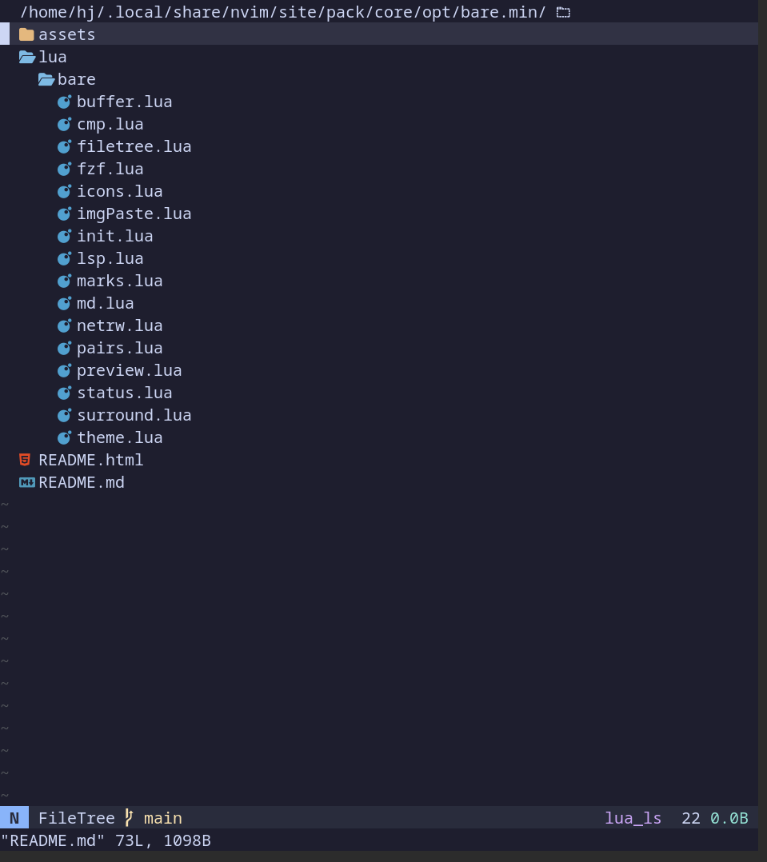 /home/hj/.local/share/nvim/site/pack/core/opt/bare.min/
assets
lua
bare
buffer.lua
cmp.lua
filetree.lua
fzf.lua
icons.lua
imgPaste.lua
init.lua
lsp.lua
marks.lua
md.lua
netrw.lua
pairs.lua
preview.lua
status.lua
surround.lua
theme.lua
README.html
README.md
~
~
~
~
~
~
~
~
~
~
~
~
~
~
N FileTree main lua_ls 22 0.0B
"README.md" 73L, 1098B